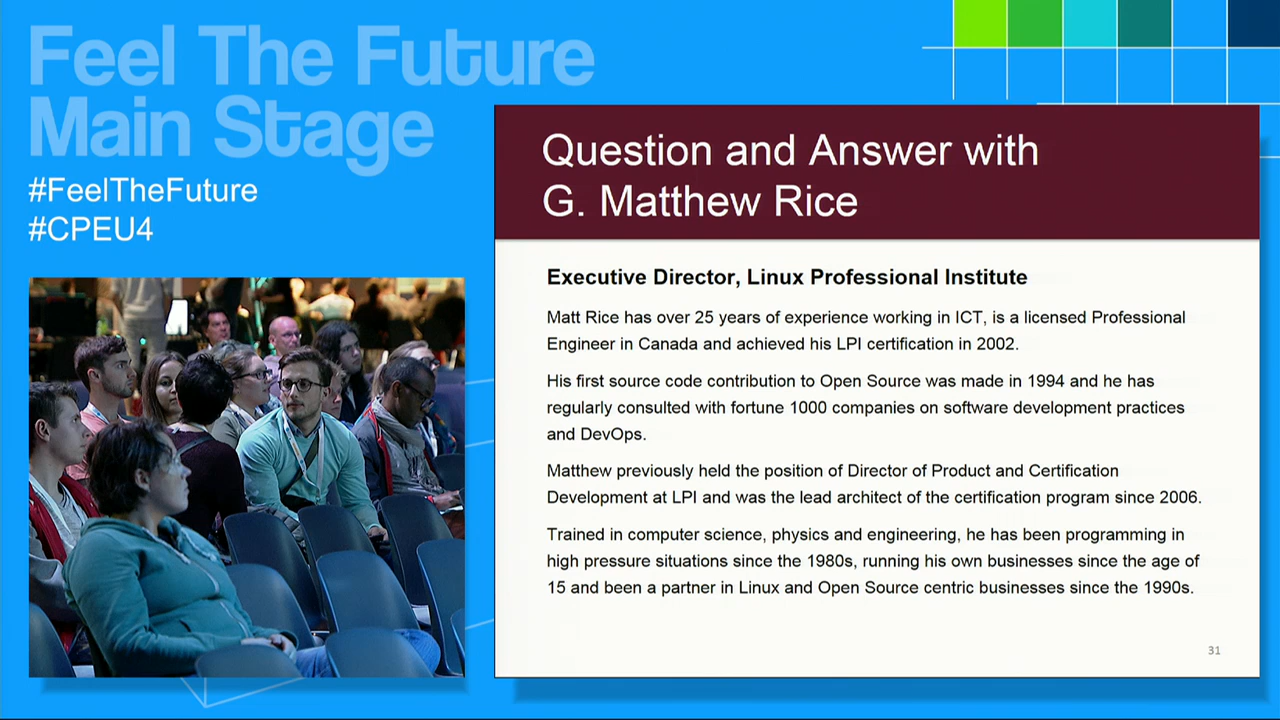 Feel The Future
Main Stage
#FeelTheFuture
#CPEU4
Question and Answer with
G. Matthew Rice
Executive Director, Linux Professional Institute
Matt Rice has over 25 years of experience working in ICT, is a licensed Professional
Engineer in Canada and achieved his LPI certification in 2002.
His first source code contribution to Open Source was made in 1994 and he has
regularly consulted with fortune 1000 companies on software development practices
and DevOps.
Matthew previously held the position of Director of Product and Certification
Development at LPI and was the lead architect of the certification program since 2006.
Trained in computer science, physics and engineering, he has been programming in
high pressure situations since the 1980s, running his own businesses since the age of
15 and been a partner in Linux and Open Source centric businesses since the 1990s.
31